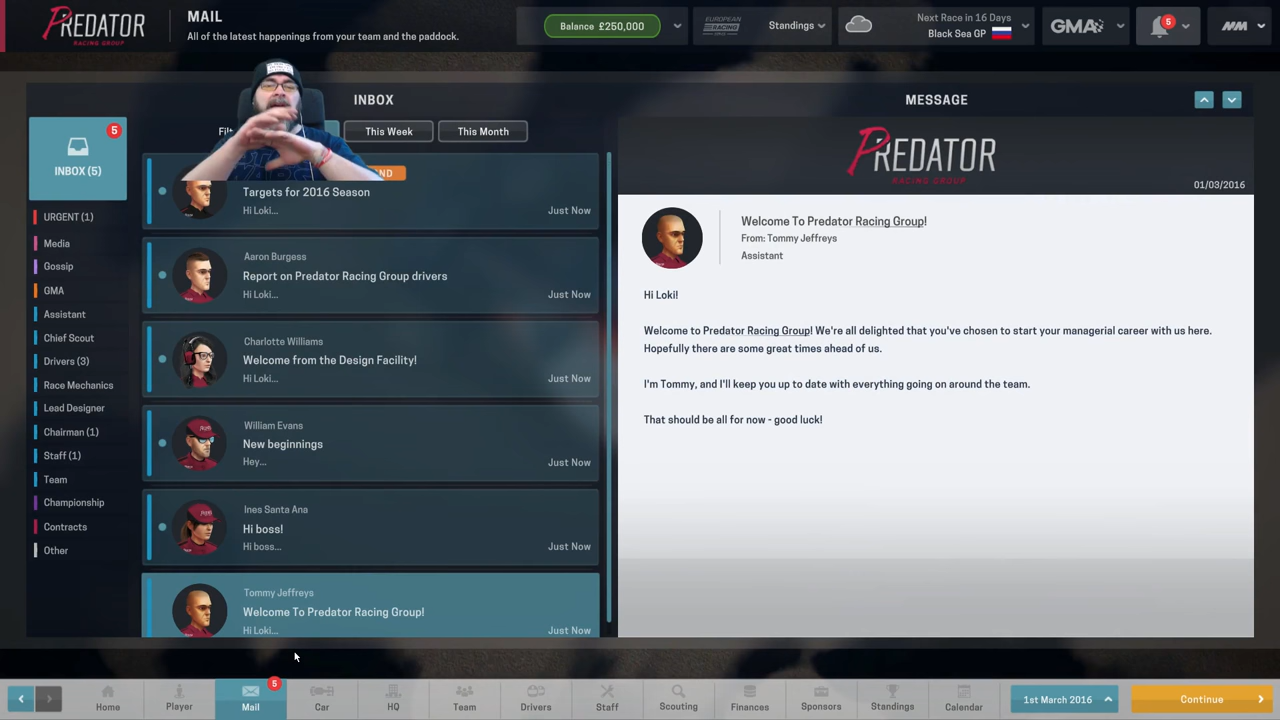 PREDATOR
RACING GROUP
MAIL
All of the latest happenings from your team and the paddock.
Balance £250,000
EUROPEAN
RACING
Standings
Next Race in 16 Days
Black Sea GP
GMA
5
INBOX
MESSAGE
5
INBOX (5)
This Week
This Month
URGENT (1)
Media
Gossip
GMA
Assistant
Chief Scout
Drivers (3)
Race Mechanics
Lead Designer
Chairman (1)
Staff (1)
Team
Championship
Contracts
Other
Targets for 2016 Season
Hi Loki...
Just Now
Aaron Burgess
Report on Predator Racing Group drivers
Hi Loki...
Just Now
Charlotte Williams
Welcome from the Design Facility!
Hi Loki...
Just Now
William Evans
New beginnings
Hey...
Just Now
Ines Santa Ana
Hi boss!
Hi boss...
Just Now
Tommy Jeffreys
Welcome To Predator Racing Group!
Hi Loki...
Just Now
PREDATOR
RACING GROUP
01/03/2016
Welcome To Predator Racing Group!
From: Tommy Jeffreys
Assistant
Hi Loki!
Welcome to Predator Racing Group! We're all delighted that you've chosen to start your managerial career with us here.
Hopefully there are some great times ahead of us.
I'm Tommy, and I'll keep you up to date with everything going on around the team.
That should be all for now - good luck!
Home
Player
5
Mail
Car
HQ
Team
Drivers
Staff
Scouting
Finances
Sponsors
Standings
Calendar
1st March 2016
Continue